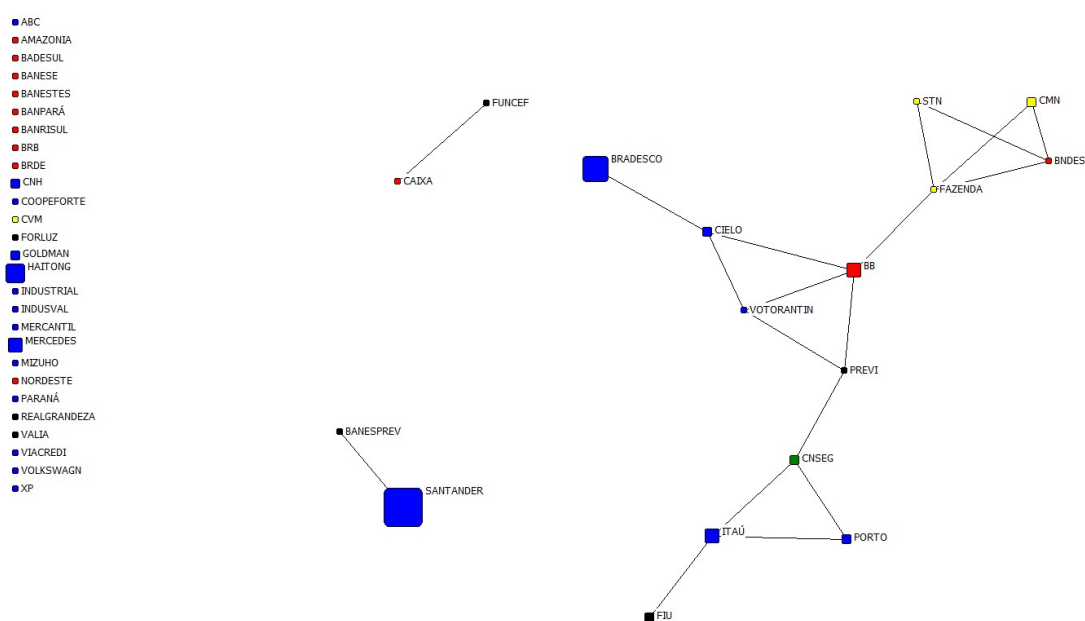 ABC
AMAZONIA
BADESUL
BANESE
BANESTES
BANPARÁ
BANRISUL
BRB
BRDE
CNH
COOPEFORTE
CVM
FORLUZ
GOLDMAN
HAITONG
INDUSTRIAL
INDUSVAL
MERCANTIL
MERCEDES
MIZUHO
NORDESTE
PARANÁ
REALGRANDEZA
VALIA
VIACREDI
VOLKSWAGN
XP
FUNCEF
CAIXA
BANESPREV
SANTANDER
BRADESCO
CIELO
STN
CMN
BNDES
FAZENDA
BB
VOTORANTIN
PREVI
CNSEG
ITAÚ
PORTO
FIU